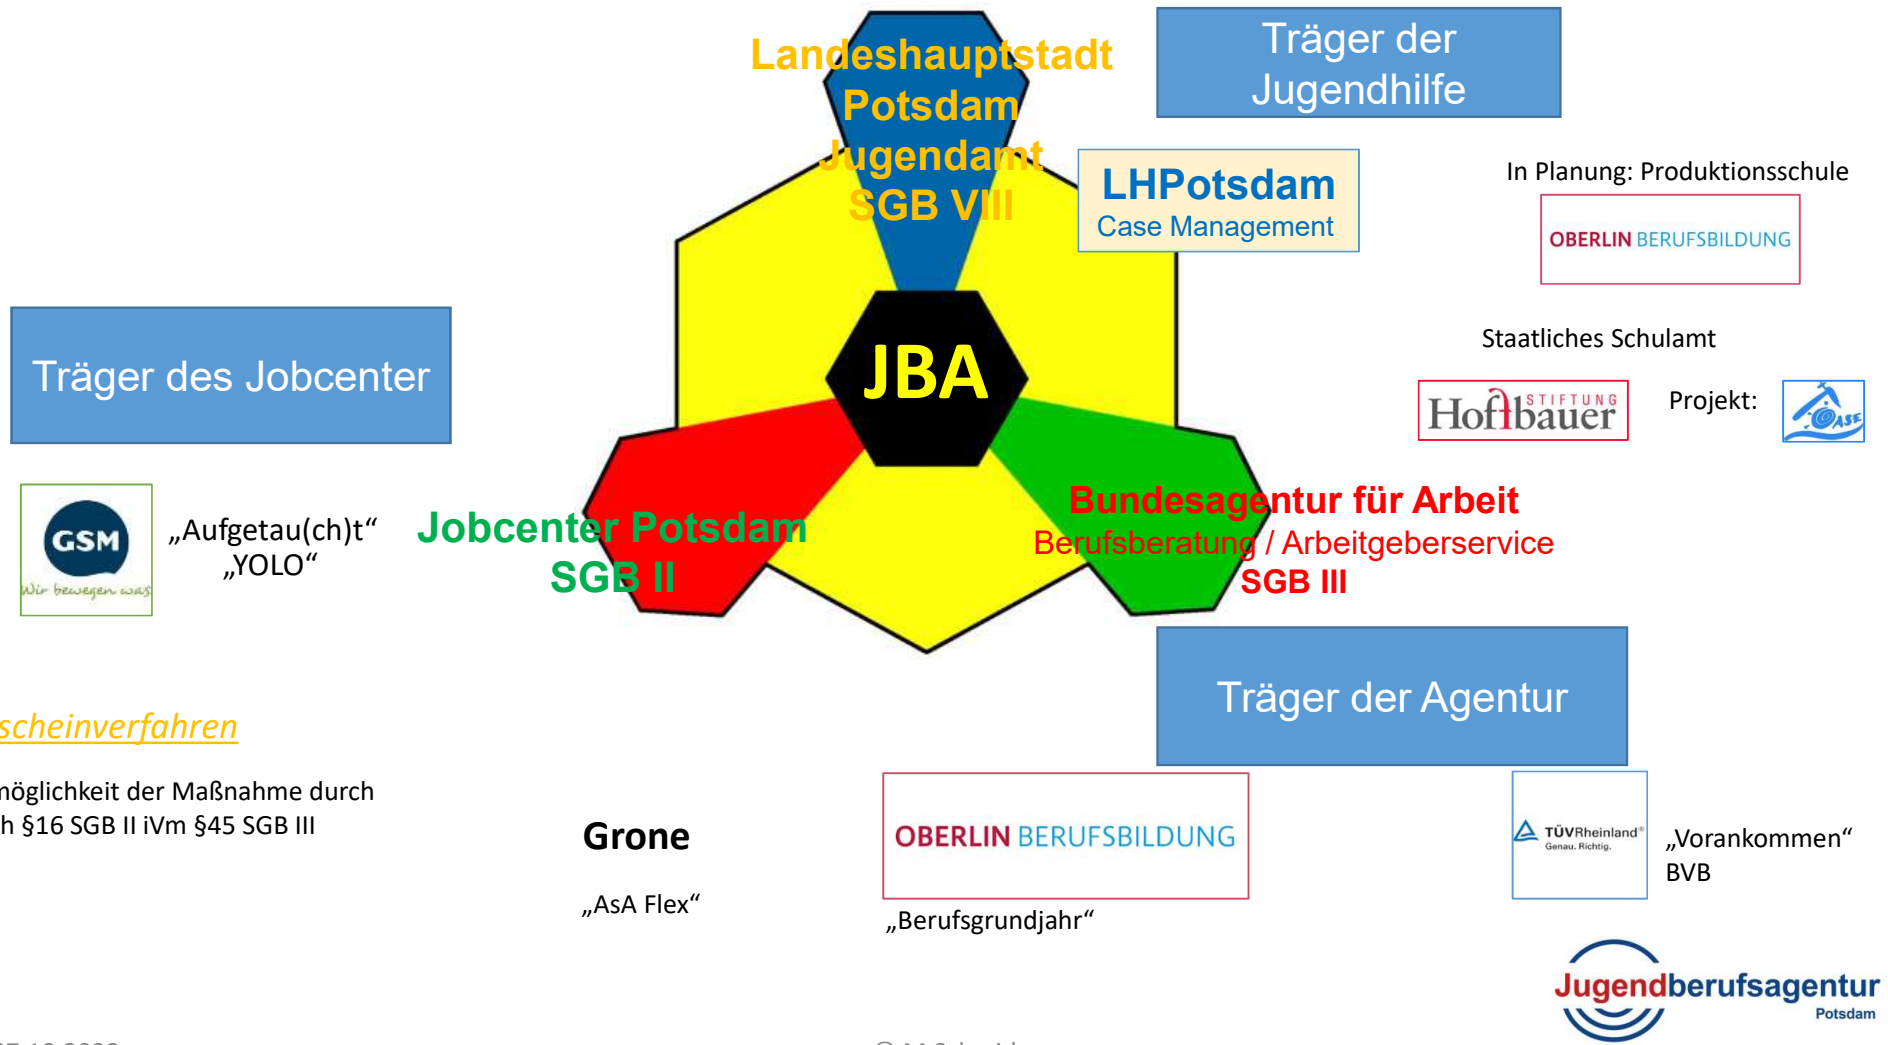 Landeshauptstadt
Potsdam
Jugendamt
SGB VIII
Träger der
Jugendhilfe
LHPotsdam
Case Management
In Planung: Produktionsschule
OBERLIN BERUFSBILDUNG
Staatliches Schulamt
Hoffbauer STIFTUNG
Projekt:
OASE
JBA
Träger des Jobcenter
GSM
Wir bewegen was
„Aufgetau(ch)t“
„YOLO“
Jobcenter Potsdam
SGB II
Bundesagentur für Arbeit
Berufsberatung / Arbeitgeberservice
SGB III
Träger der Agentur
scheinverfahren
möglichkeit der Maßnahme durch
h §16 SGB II iVm §45 SGB III
Grone
„AsA Flex“
OBERLIN BERUFSBILDUNG
„Berufsgrundjahr“
TÜVRheinland®
Genau. Richtig.
„Vorankommen“
BVB
Jugendberufsagentur
Potsdam